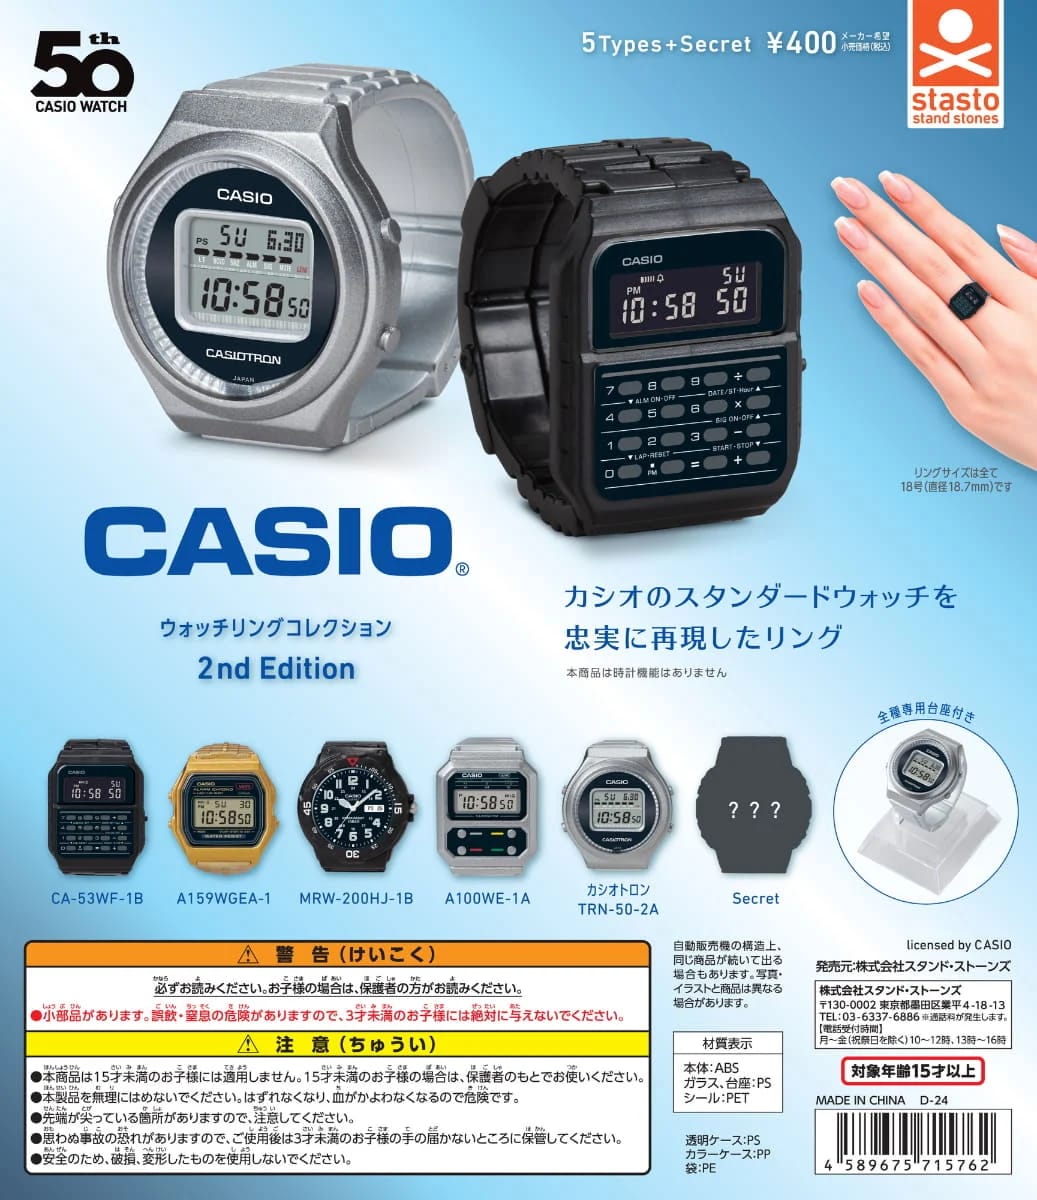 50th
CASIO WATCH
5Types+Secret ¥400 メーカー希望
小売価格(税込)
stasto
stand stones
CASIO
PS SU 6.30
10:58 50
CASIOTRON
JAPAN
CASIO
SU
PM
10:58 50
7 8 9 ÷
▼ALM ON-OFF DATE/ST-Hour▲
4 5 6 ×
SIG ON-OFF▲
1 2 3 −
▼LAP-RESET START-STOP▼
0 ■ PM = +
リングサイズは全て
18号(直径18.7mm)です
CASIO®
ウォッチリングコレクション
2nd Edition
カシオのスタンダードウォッチを
忠実に再現したリング
本商品は時計機能はありません
全種専用台座付き
? ? ?
CA-53WF-1B
A159WGEA-1
MRW-200HJ-1B
A100WE-1A
カシオトロン
TRN-50-2A
Secret
警 告(けいこく)
必ずお読みください。お子様の場合は、保護者の方がお読みください。
●小部品があります。誤飲・窒息の危険がありますので、3才未満のお子様には絶対に与えないでください。
注 意(ちゅうい)
●本商品は15才未満のお子様には適用しません。15才未満のお子様の場合は、保護者のもとでお使いください。
●本製品を無理にはめないでください。はずれなくなり、血がかよわなくなるので危険です。
●先端が尖っている箇所がありますので、注意してください。
●思わぬ事故の恐れがありますので、ご使用後は3才未満のお子様の手の届かないところに保管してください。
●安全のため、破損、変形したものを使用しないでください。
自動販売機の構造上、
同じ商品が続いて出る
場合もあります。写真・
イラストと商品は異なる
場合があります。
材質表示
本体:ABS
ガラス、台座:PS
シール:PET
透明ケース:PS
カラーケース:PP
袋:PE
licensed by CASIO
発売元:株式会社スタンド・ストーンズ
株式会社スタンド・ストーンズ
〒130-0002 東京都墨田区業平4-18-13
TEL:03-6337-6886 ※通話料が発生します。
【電話受付時間】
月〜金(祝祭日を除く)10〜12時、13時〜16時
対象年齢15才以上
MADE IN CHINA D-24
4 589675 715762